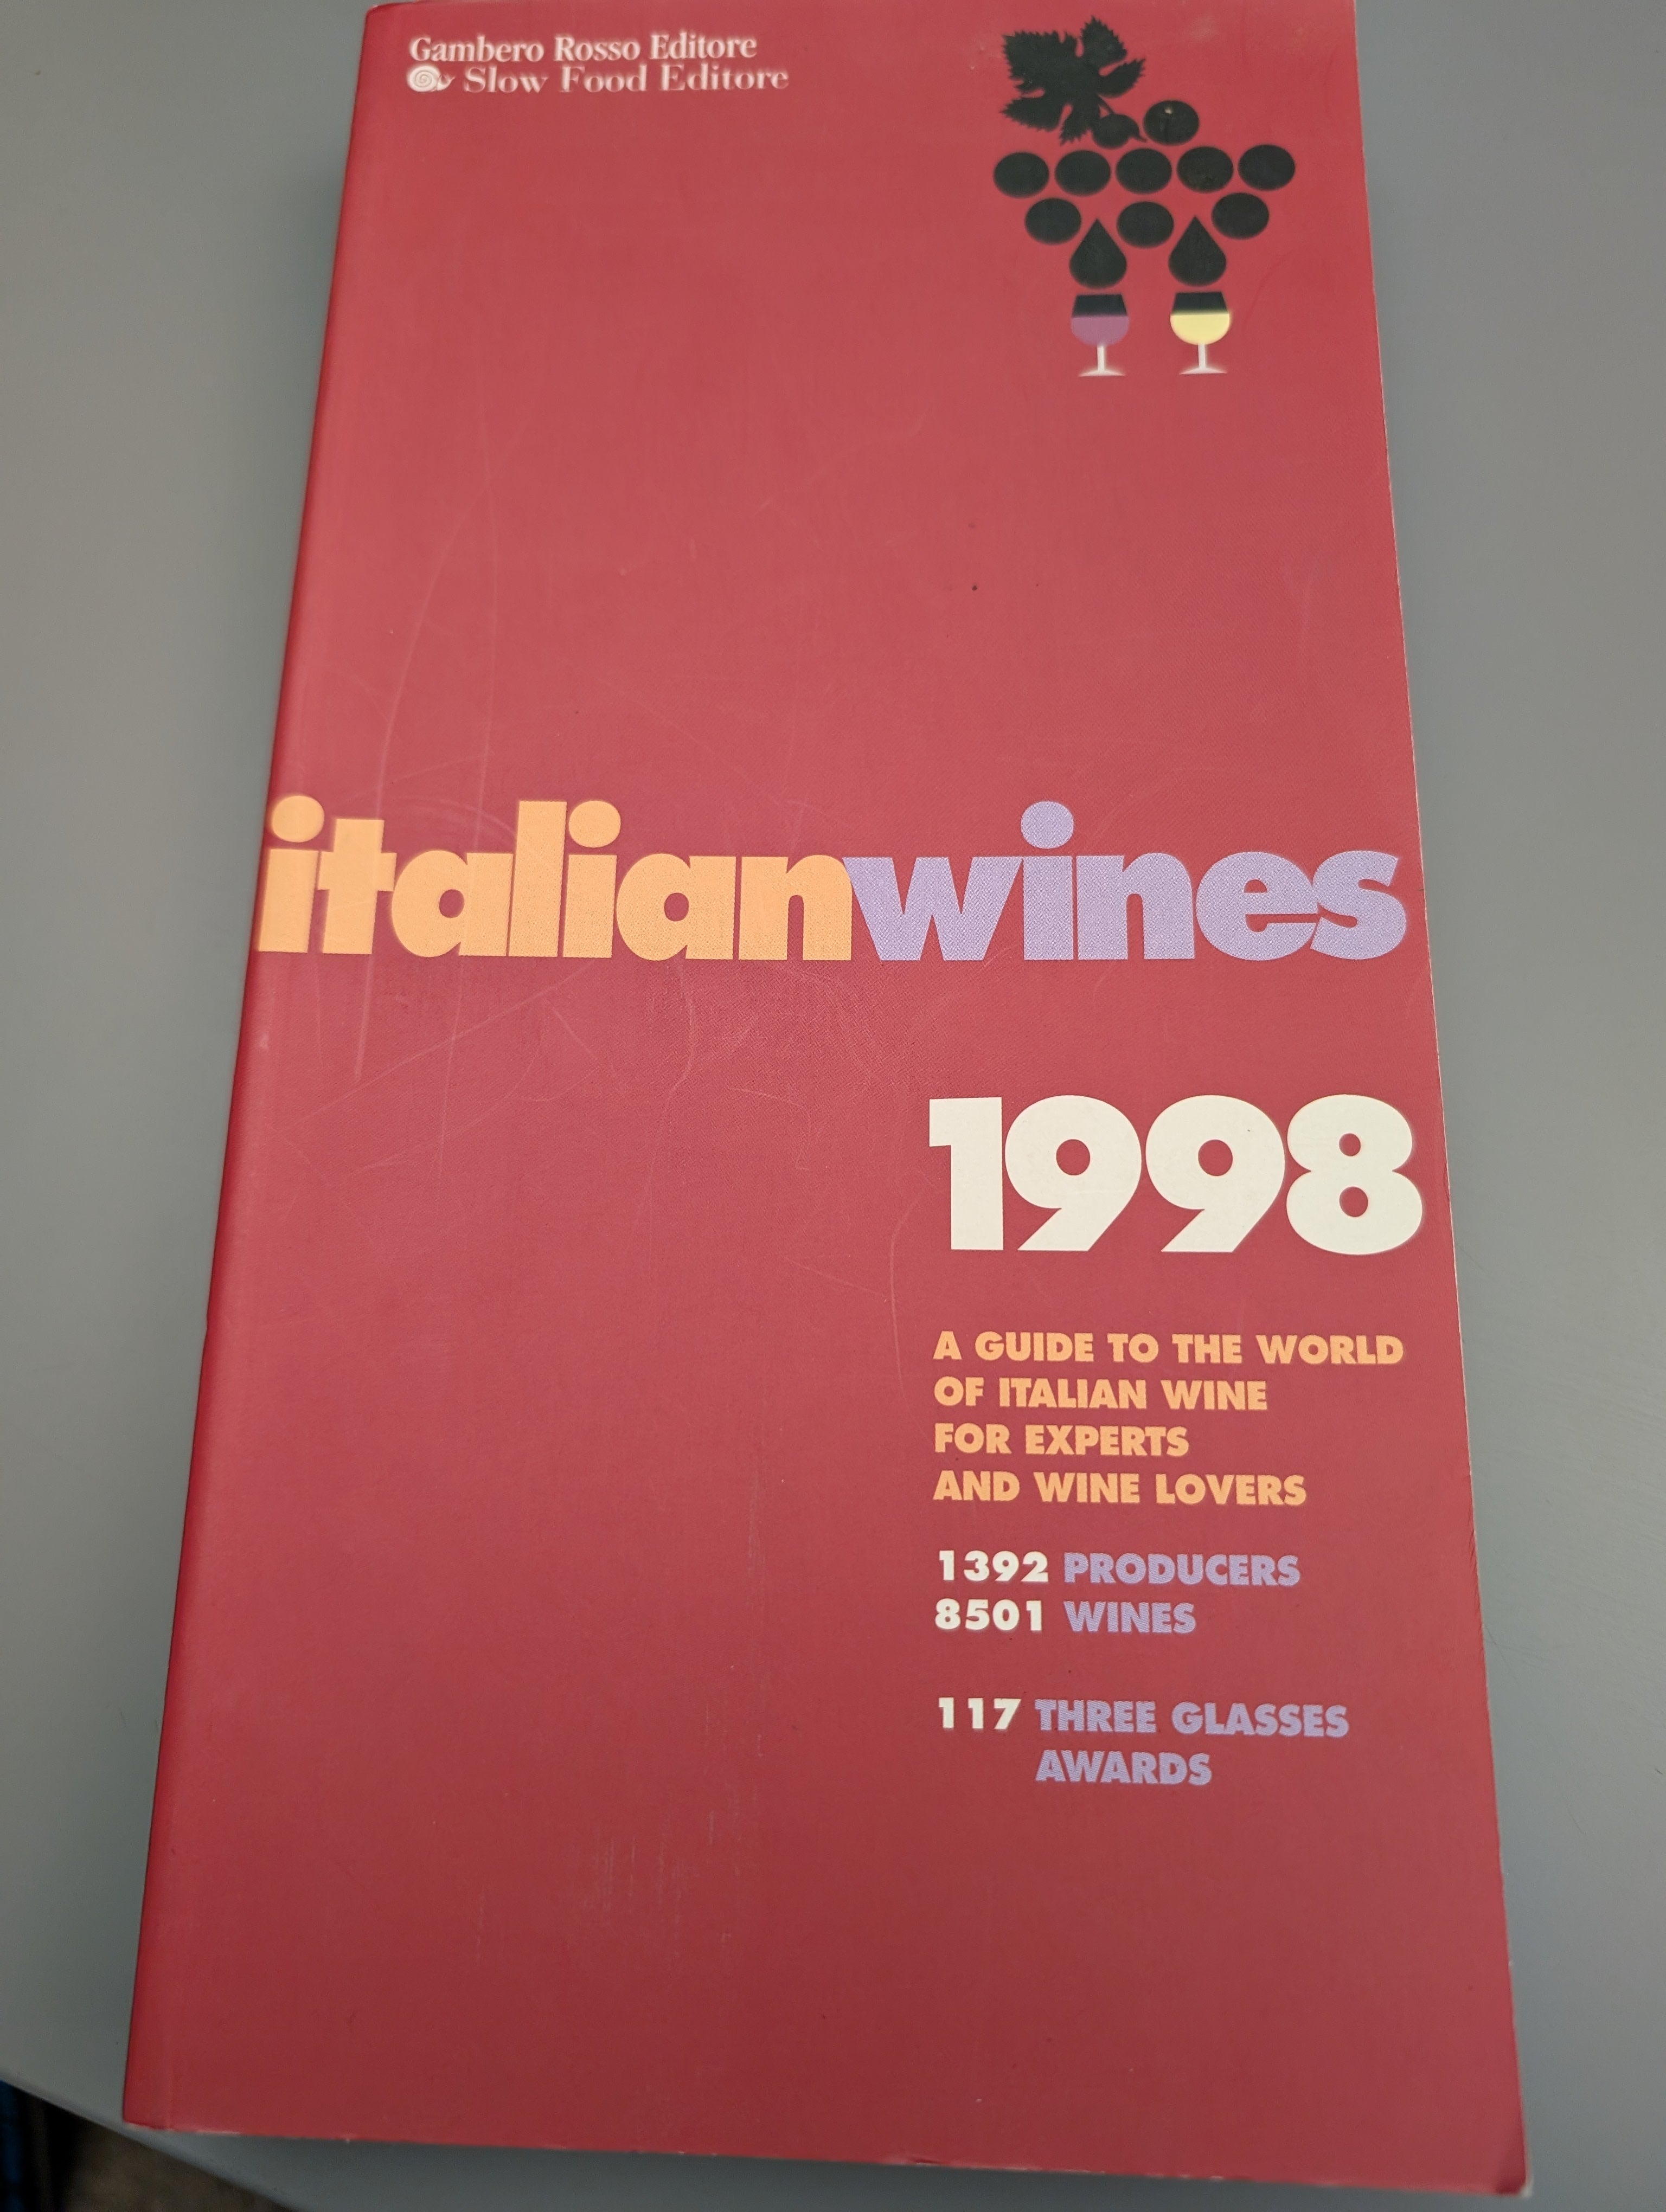 Gambero Rosso Editore
Slow Food Editore
italianwines
1998
A GUIDE TO THE WORLD
OF ITALIAN WINE
FOR EXPERTS
AND WINE LOVERS
1392 PRODUCERS
8501 WINES
117 THREE GLASSES
AWARDS